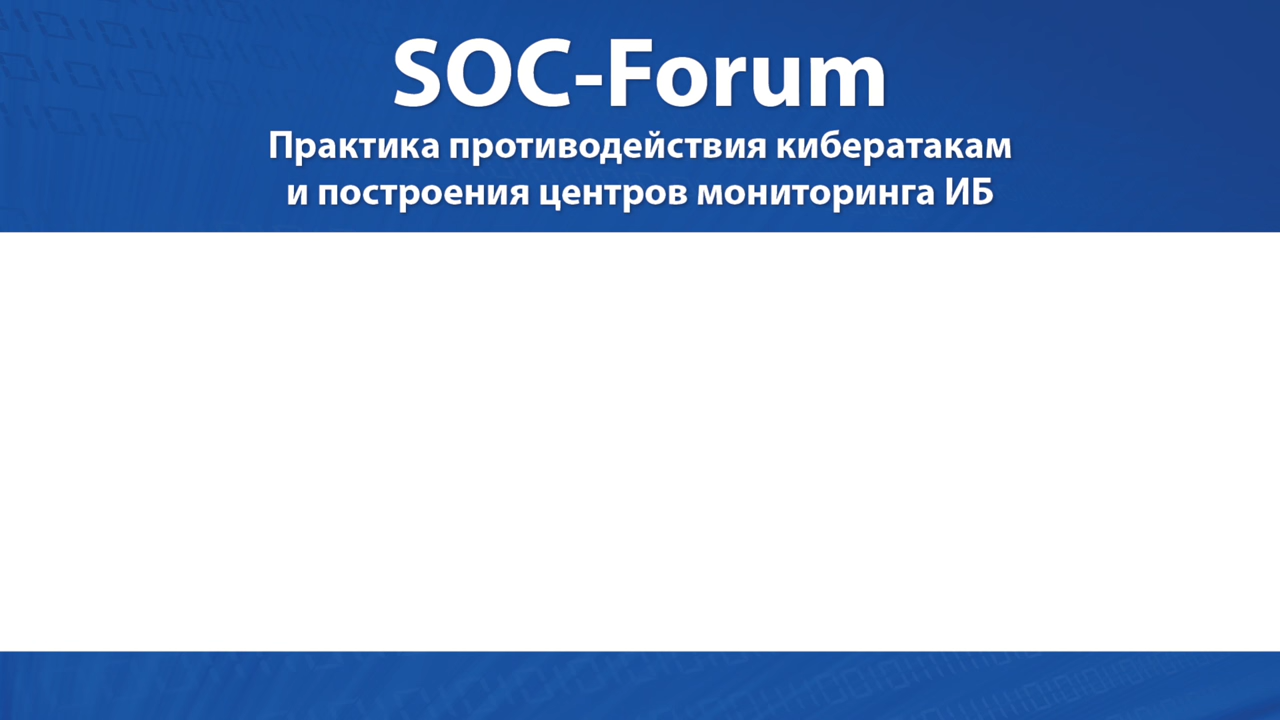 SOC-Forum
Практика противодействия кибератакам
и построения центров мониторинга ИБ